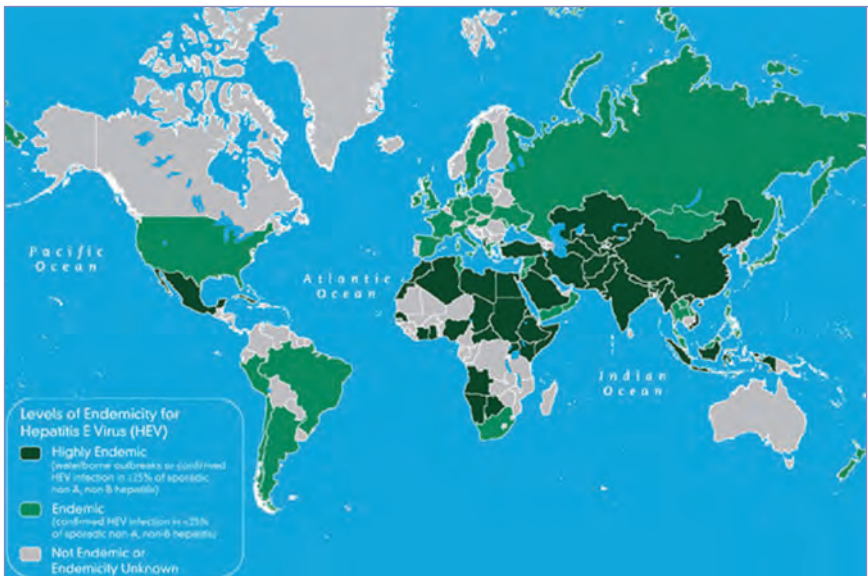 Pacific
Ocean
Atlantic
Ocean
Indian
Ocean
Levels of Endemicity for
Hepatitis E Virus (HEV)
Highly Endemic
(waterborne outbreaks or confirmed
HEV infection in ≥25% of sporadic
non A, non B hepatitis)
Endemic
(confirmed HEV infection in <25%
of sporadic non-A, non-B hepatitis)
Not Endemic or
Endemicity Unknown